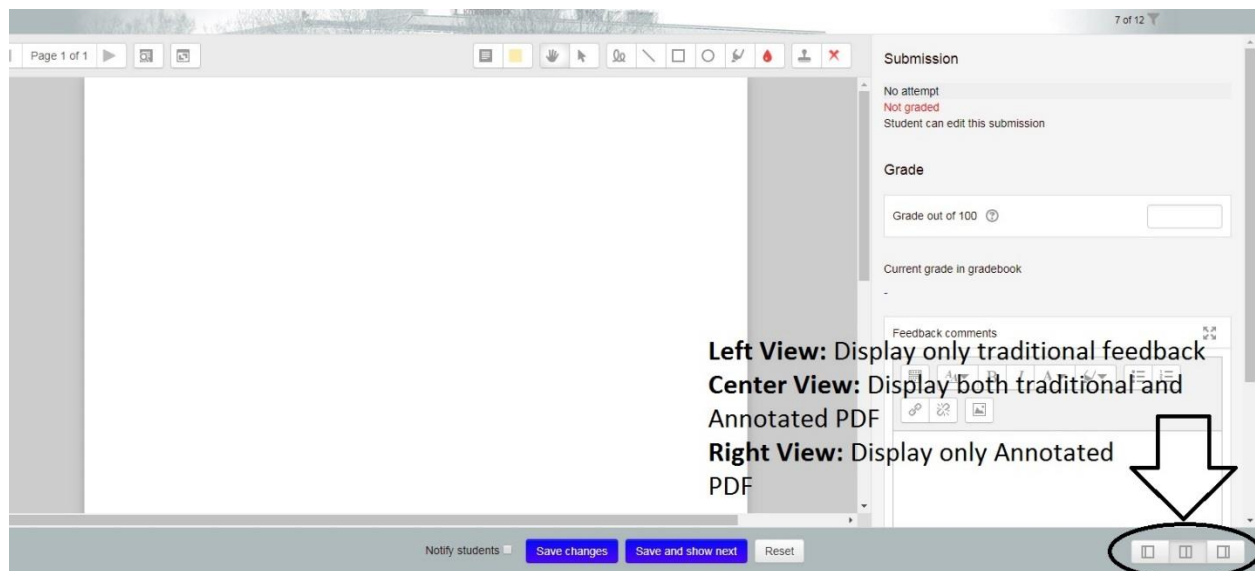 7 of 12
Page 1 of 1
Submission
No attempt
Not graded
Student can edit this submission
Grade
Grade out of 100
Current grade in gradebook
-
Feedback comments
Left View: Display only traditional feedback
Center View: Display both traditional and
Annotated PDF
Right View: Display only Annotated
PDF
Notify students
Save changes
Save and show next
Reset